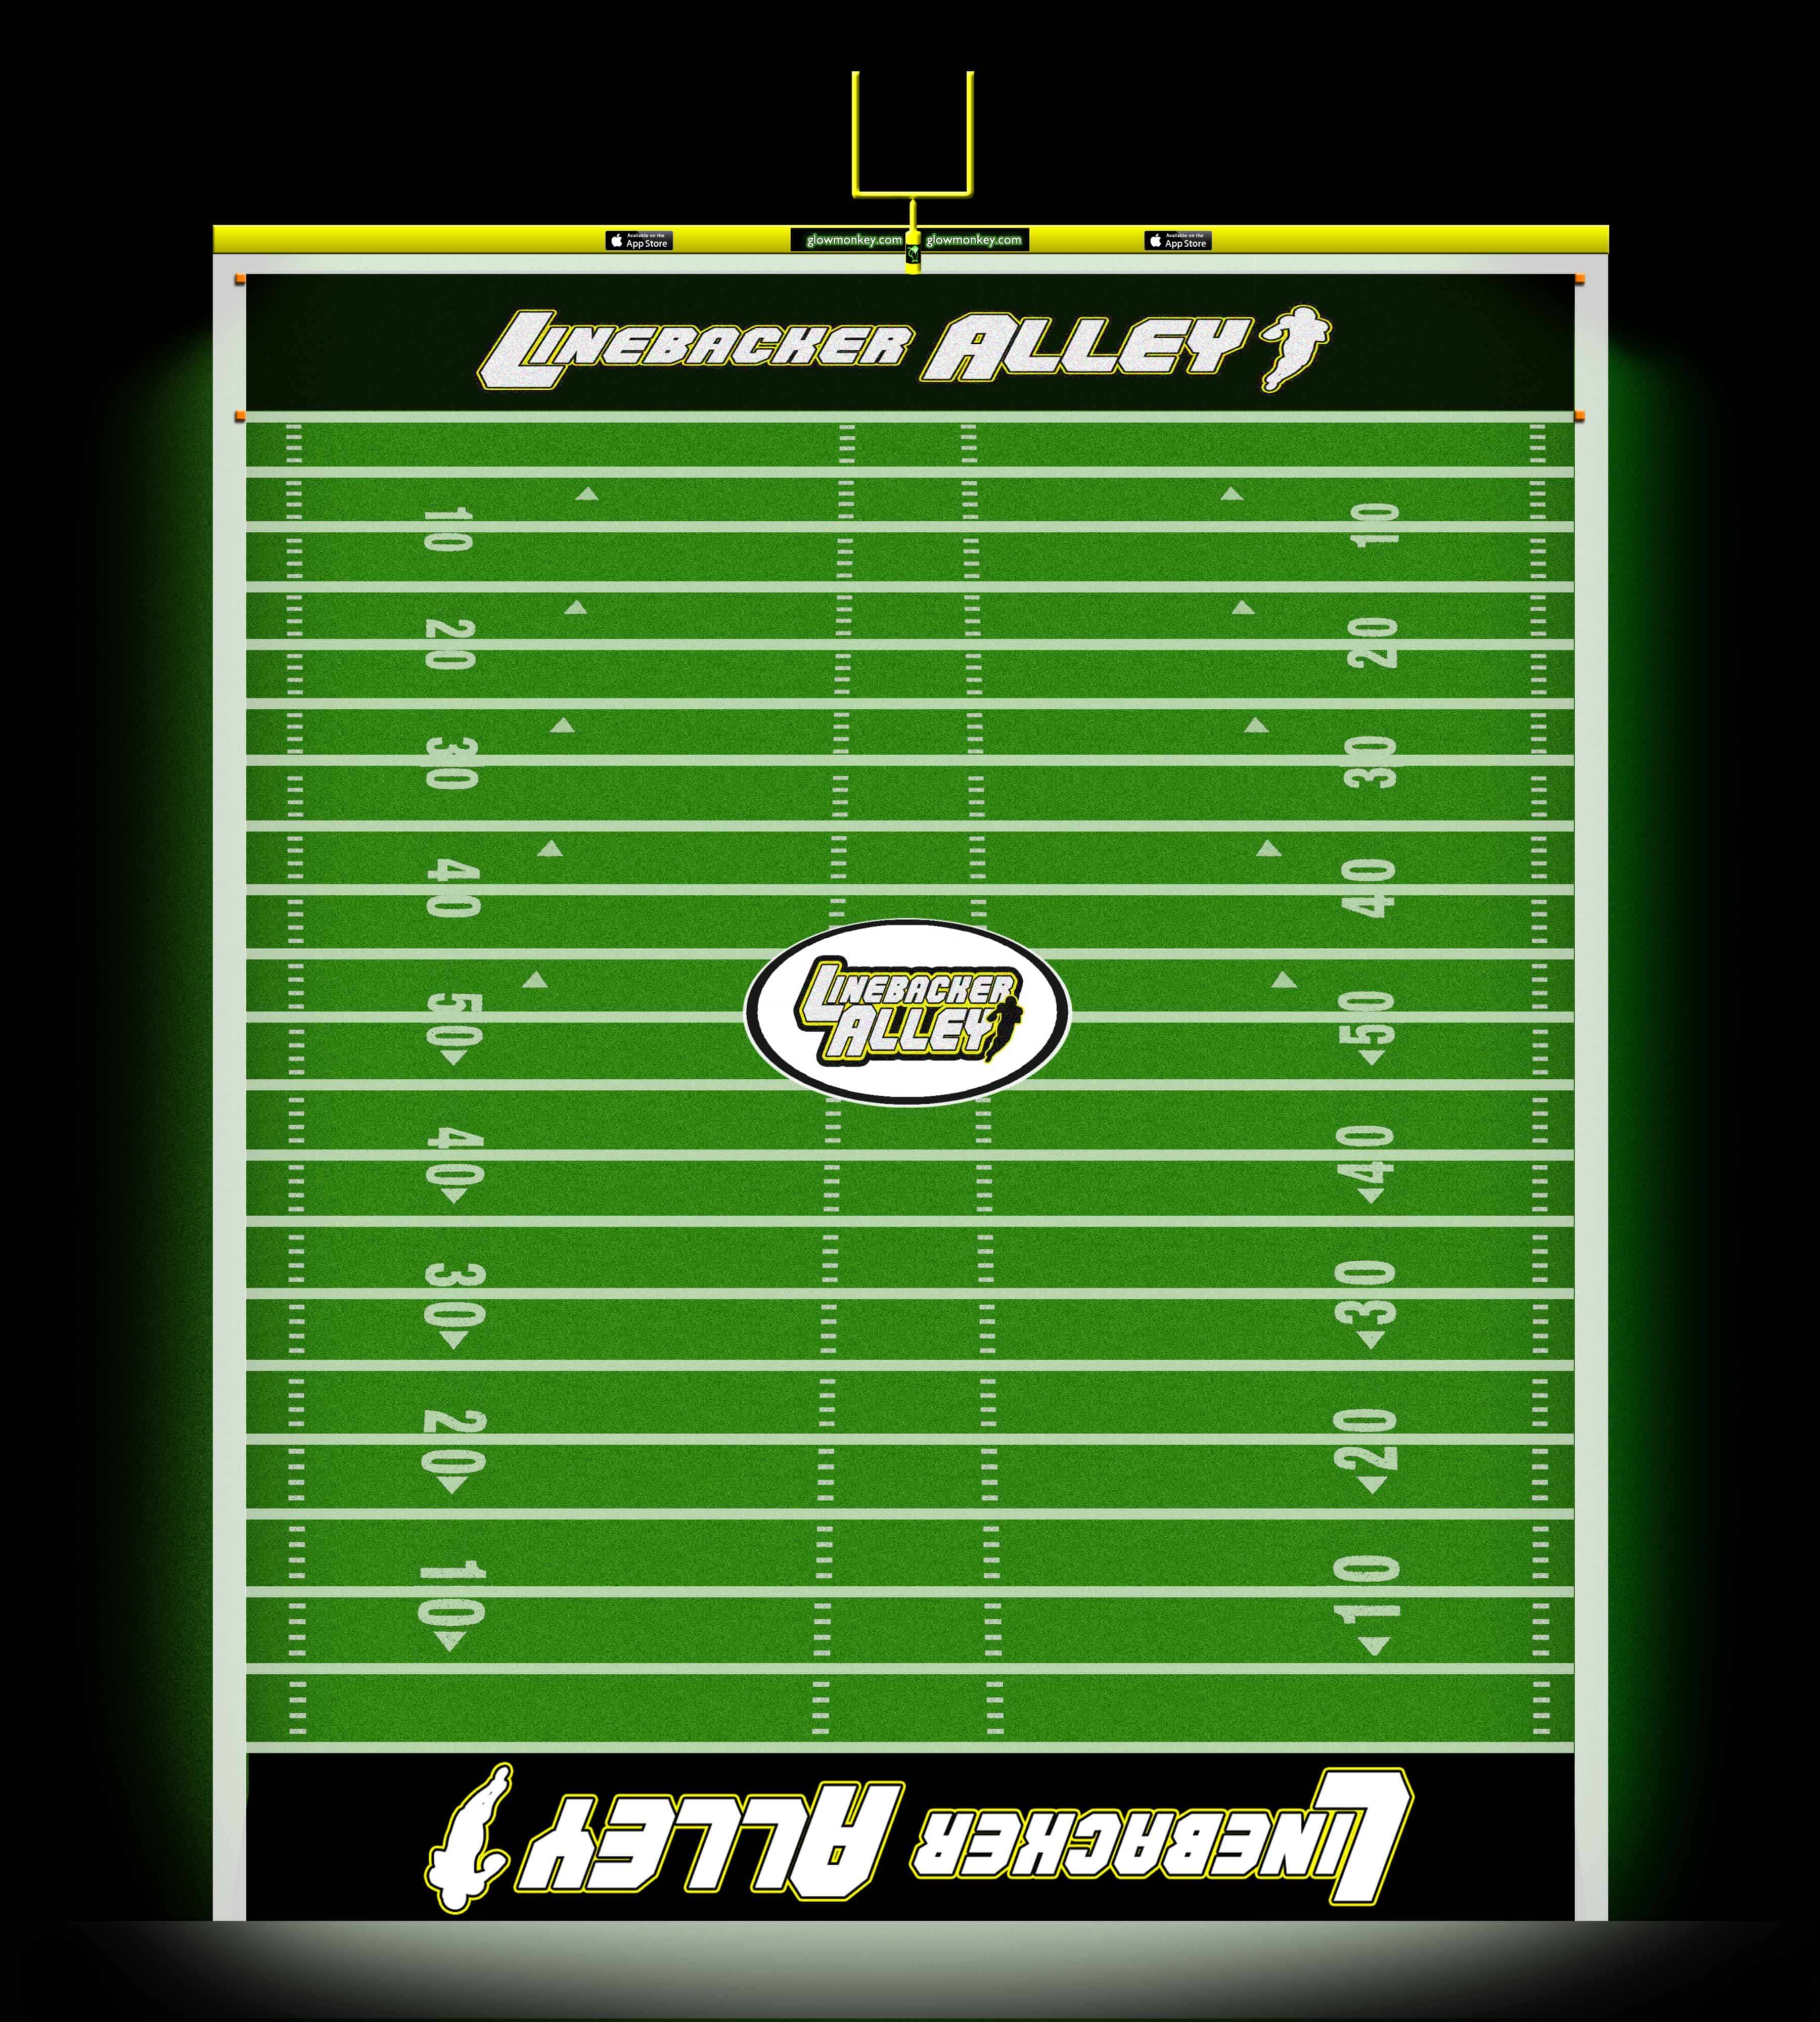 Available on the
App Store
glowmonkey.com glowmonkey.com
Available on the
App Store
LINEBACKER ALLEY
10 10
20 20
30 30
40 40
LINEBACKER
ALLEY
50 50
40 40
30 30
20 20
10 10
LINEBACKER ALLEY